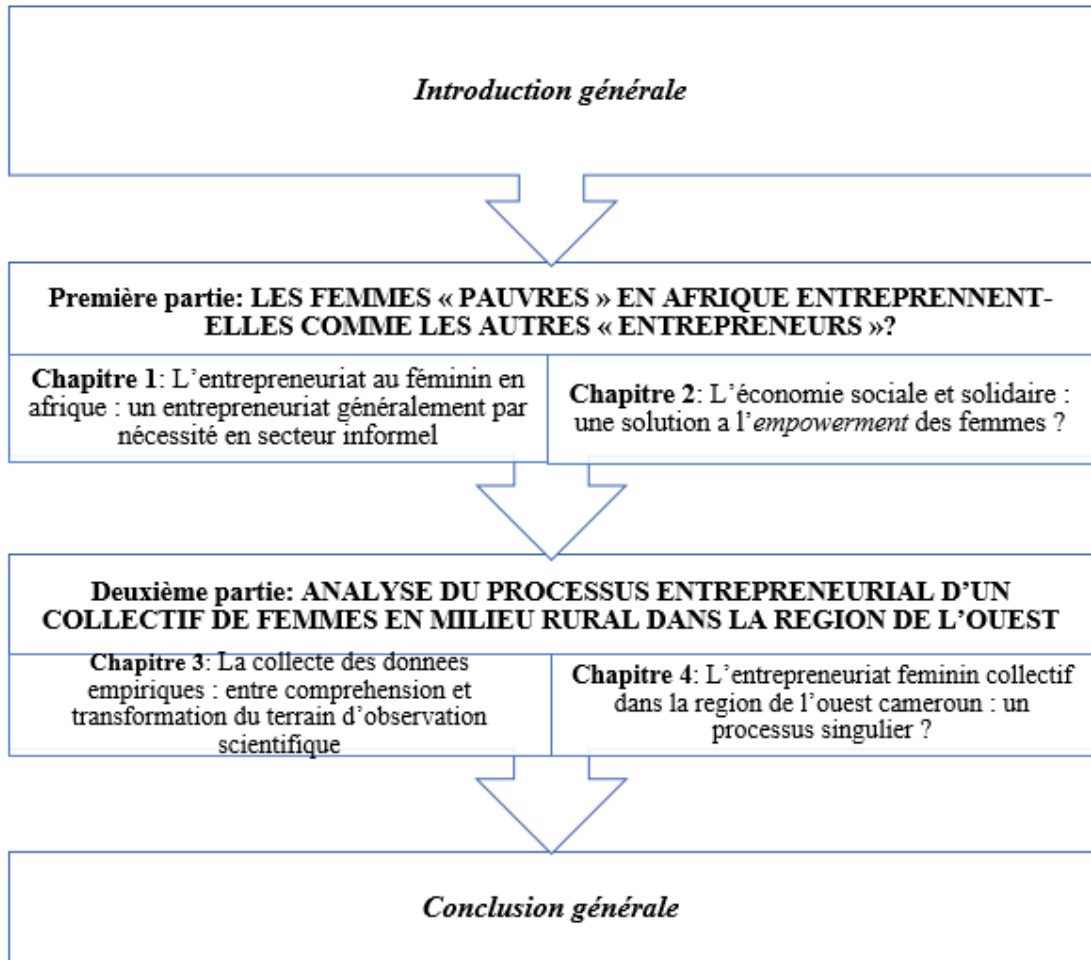 Introduction générale
Première partie: LES FEMMES « PAUVRES » EN AFRIQUE ENTREPRENNENT-
ELLES COMME LES AUTRES « ENTREPRENEURS »?
Chapitre 1: L’entrepreneuriat au féminin en
afrique : un entrepreneuriat généralement par
nécessité en secteur informel
Chapitre 2: L’économie sociale et solidaire :
une solution a l’empowerment des femmes ?
Deuxième partie: ANALYSE DU PROCESSUS ENTREPRENEURIAL D’UN
COLLECTIF DE FEMMES EN MILIEU RURAL DANS LA REGION DE L’OUEST
Chapitre 3: La collecte des donnees
empiriques : entre comprehension et
transformation du terrain d’observation
scientifique
Chapitre 4: L’entrepreneuriat feminin collectif
dans la region de l’ouest cameroun : un
processus singulier ?
Conclusion générale